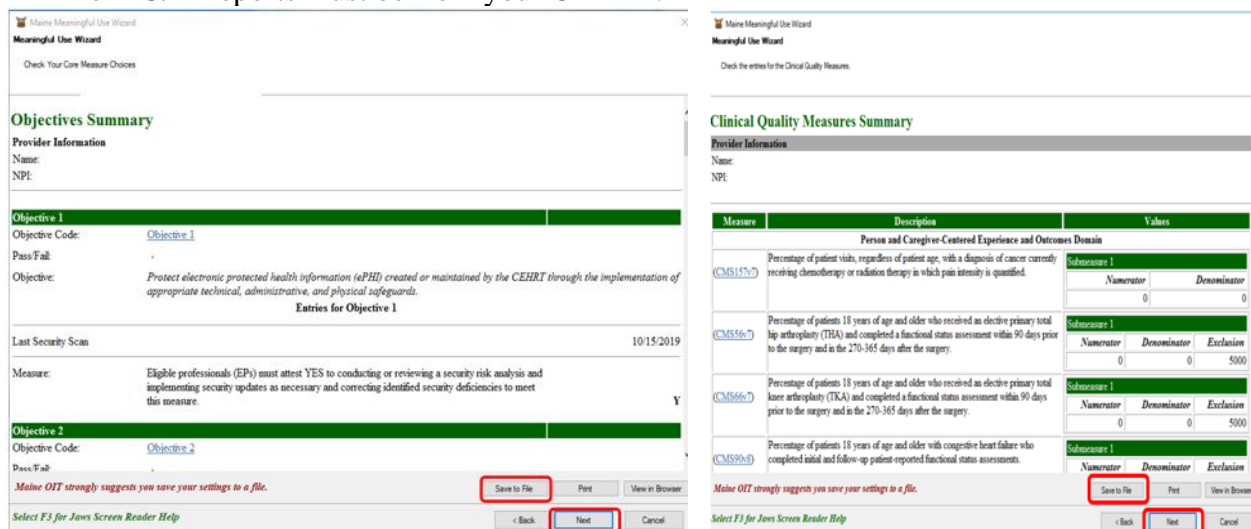 Maine Meaningful Use Wizard
Meaningful Use Wizard
Check Your Core Measure Choices
Objectives Summary
Provider Information
Name:
NPI:
Objective 1
Objective Code: Objective 1
Pass/Fail: .
Objective: Protect electronic protected health information (ePHI) created or maintained by the CEHRT through the implementation of
appropriate technical, administrative, and physical safeguards.
Entries for Objective 1
Last Security Scan 10/15/2019
Measure: Eligible professionals (EPs) must attest YES to conducting or reviewing a security risk analysis and
implementing security updates as necessary and correcting identified security deficiencies to meet
this measure. Y
Objective 2
Objective Code: Objective 2
Pass/Fail: .
Maine OIT strongly suggests you save your settings to a file. Save to File Print View in Browser
Select F3 for Jaws Screen Reader Help < Back Next Cancel
Maine Meaningful Use Wizard
Meaningful Use Wizard
Check the entries for the Clinical Quality Measures.
Clinical Quality Measures Summary
Provider Information
Name:
NPI:
Measure Description Values
Person and Caregiver-Centered Experience and Outcomes Domain
(CMS157v7) Percentage of patient visits, regardless of patient age, with a diagnosis of cancer currently
receiving chemotherapy or radiation therapy in which pain intensity is quantified.
Submeasure 1
Numerator Denominator
0 0
(CMS56v7) Percentage of patients 18 years of age and older who received an elective primary total
hip arthroplasty (THA) and completed a functional status assessment within 90 days prior
to the surgery and in the 270-365 days after the surgery.
Submeasure 1
Numerator Denominator Exclusion
0 0 5000
(CMS66v7) Percentage of patients 18 years of age and older who received an elective primary total
knee arthroplasty (TKA) and completed a functional status assessment within 90 days
prior to the surgery and in the 270-365 days after the surgery.
Submeasure 1
Numerator Denominator Exclusion
0 0 5000
(CMS90v8) Percentage of patients 18 years of age and older with congestive heart failure who
completed initial and follow-up patient-reported functional status assessments.
Submeasure 1
Numerator Denominator Exclusion
Maine OIT strongly suggests you save your settings to a file. Save to File Print View in Browser
Select F3 for Jaws Screen Reader Help < Back Next Cancel